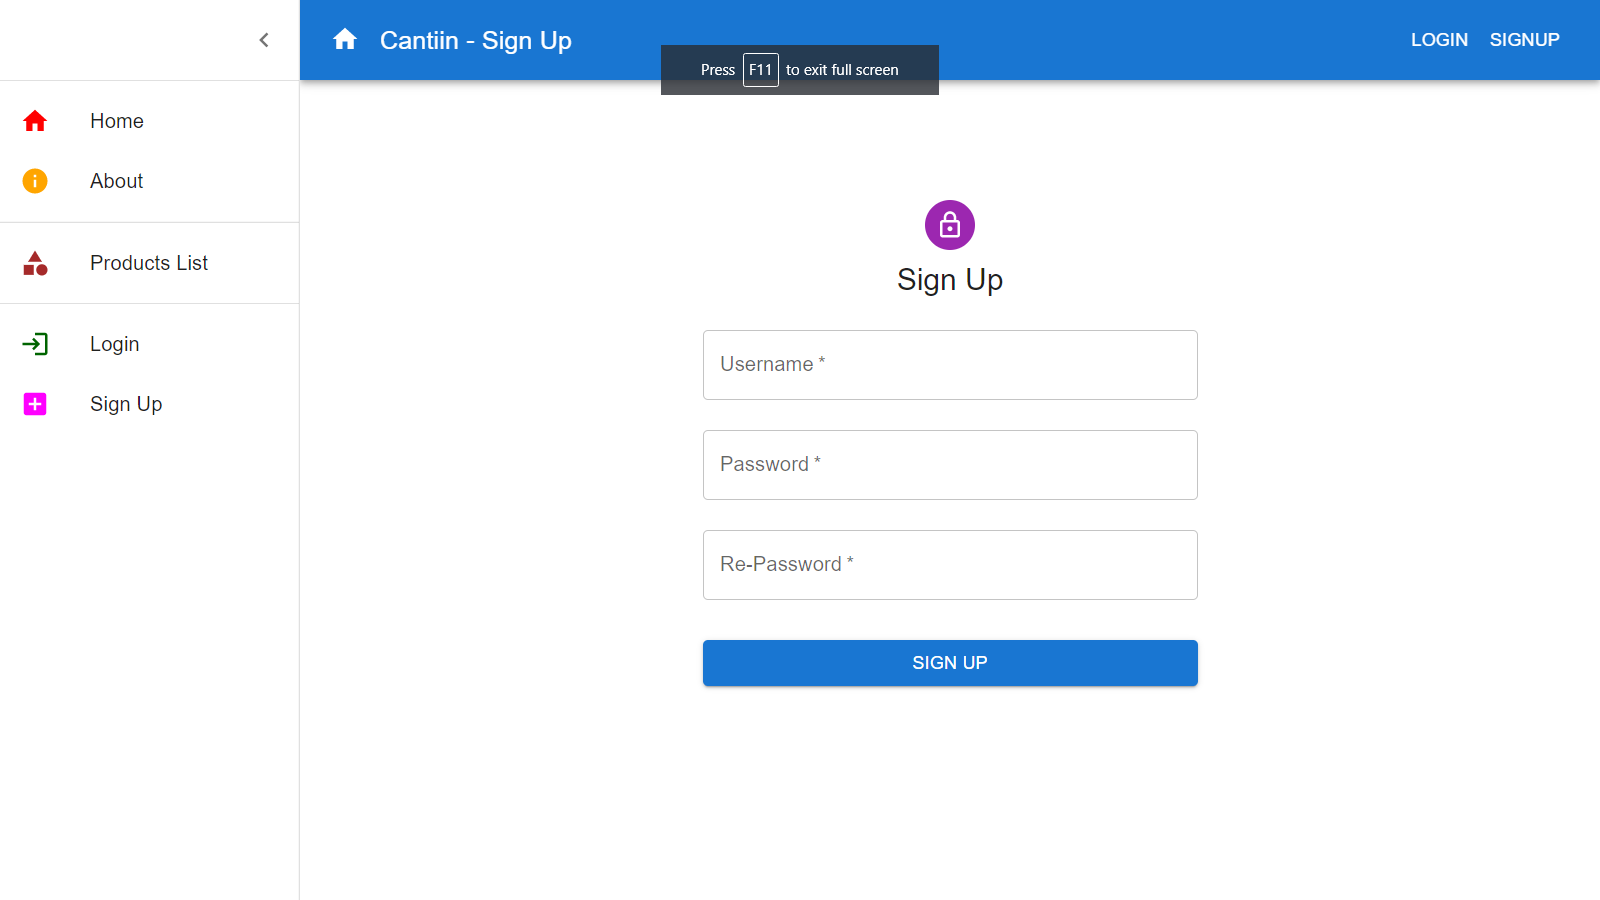 Cantiin - Sign Up
LOGIN
SIGNUP
Press F11 to exit full screen
Home
About
Products List
Login
Sign Up
Sign Up
Username *
Password *
Re-Password *
SIGN UP